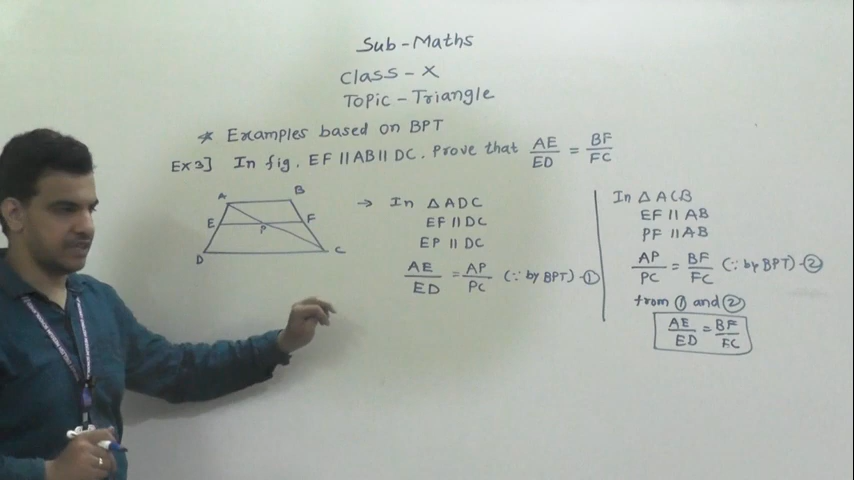 Sub-Maths
Class-X
Topic-Triangle
* Examples based on BPT
Ex3] In fig. EF || AB || DC. Prove that AE/ED = BF/FC
A B
E F
P
D C
→ In △ADC
EF || DC
EP || DC
AE/ED = AP/PC (∵ by BPT)-①
In △ACB
EF || AB
PF || AB
AP/PC = BF/FC (∵ by BPT)-②
from ① and ②
AE/ED = BF/FC